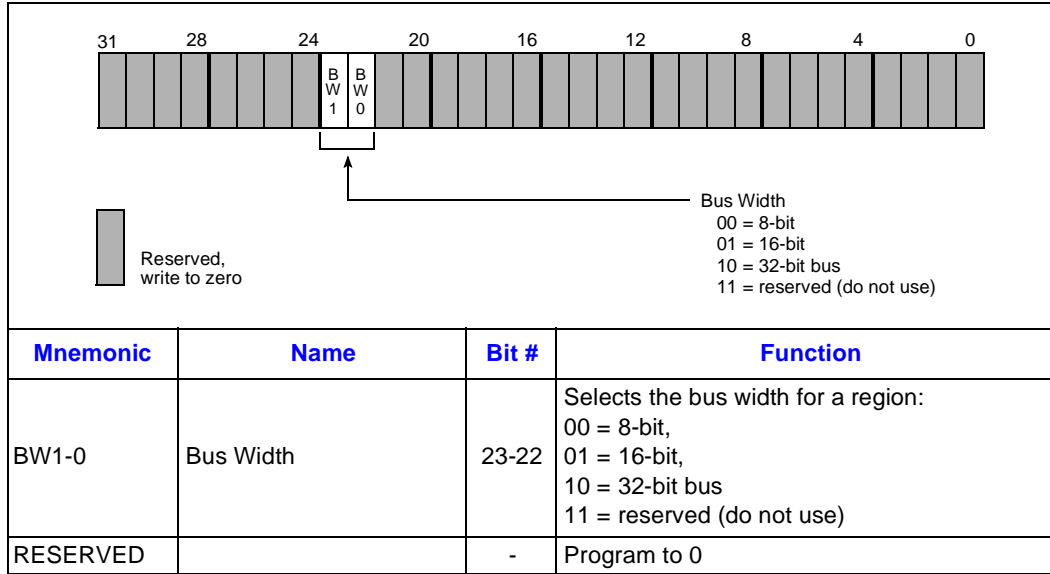 31 28 24 20 16 12 8 4 0
B B
W W
1 0
Bus Width
00 = 8-bit
01 = 16-bit
10 = 32-bit bus
11 = reserved (do not use)
Reserved,
write to zero
Mnemonic Name Bit # Function
BW1-0 Bus Width 23-22 Selects the bus width for a region:
00 = 8-bit,
01 = 16-bit,
10 = 32-bit bus
11 = reserved (do not use)
RESERVED - Program to 0